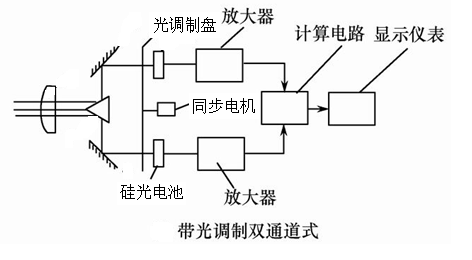 光调制盘
放大器
计算电路
显示仪表
同步电机
硅光电池
放大器
带光调制双通道式